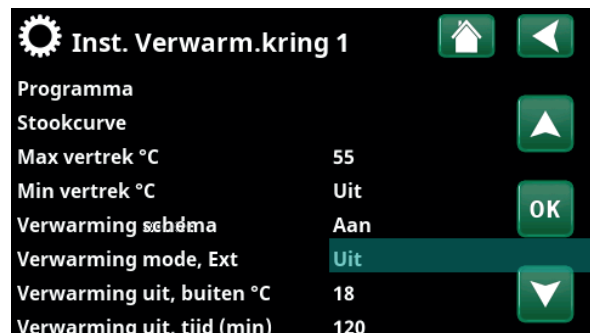 Inst. Verwarm.kring 1
Programma
Stookcurve
Max vertrek °C 55
Min vertrek °C Uit
Verwarming Aan
OK
Verwarming mode, Ext Uit
Verwarming uit, buiten °C 18
Verwarming uit, tijd (min) 120